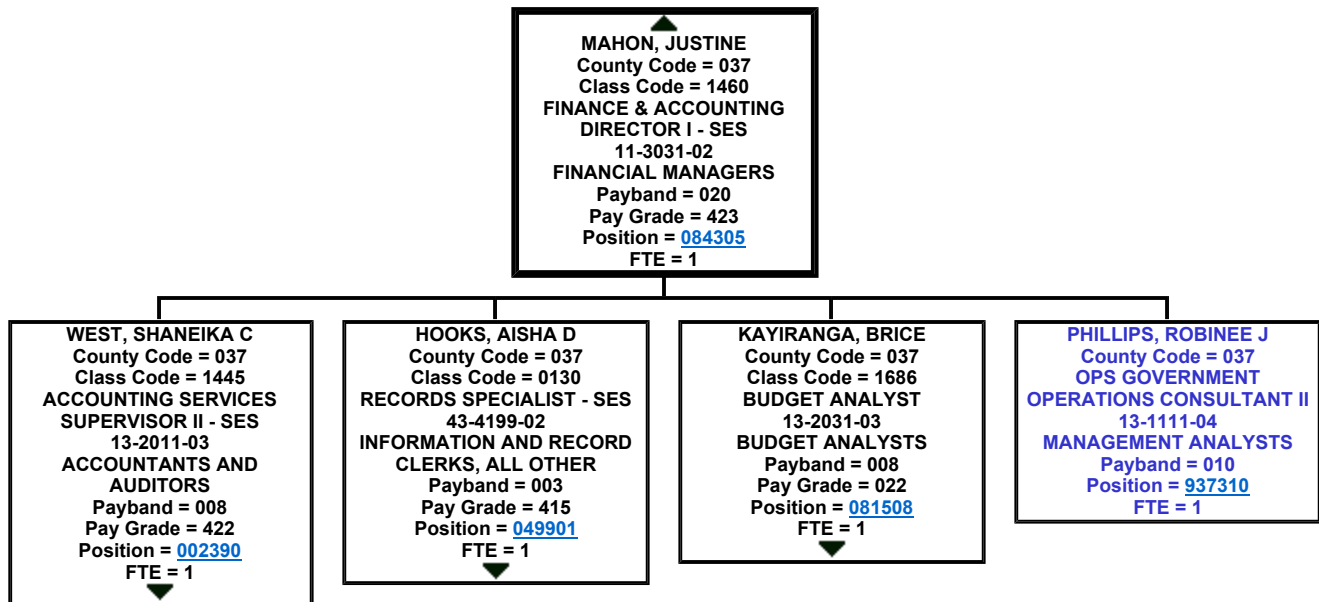 MAHON, JUSTINE
County Code = 037
Class Code = 1460
FINANCE & ACCOUNTING
DIRECTOR I - SES
11-3031-02
FINANCIAL MANAGERS
Payband = 020
Pay Grade = 423
Position = 084305
FTE = 1
WEST, SHANEIKA C
County Code = 037
Class Code = 1445
ACCOUNTING SERVICES
SUPERVISOR II - SES
13-2011-03
ACCOUNTANTS AND
AUDITORS
Payband = 008
Pay Grade = 422
Position = 002390
FTE = 1
HOOKS, AISHA D
County Code = 037
Class Code = 0130
RECORDS SPECIALIST - SES
43-4199-02
INFORMATION AND RECORD
CLERKS, ALL OTHER
Payband = 003
Pay Grade = 415
Position = 049901
FTE = 1
KAYIRANGA, BRICE
County Code = 037
Class Code = 1686
BUDGET ANALYST
13-2031-03
BUDGET ANALYSTS
Payband = 008
Pay Grade = 022
Position = 081508
FTE = 1
PHILLIPS, ROBINEE J
County Code = 037
OPS GOVERNMENT
OPERATIONS CONSULTANT II
13-1111-04
MANAGEMENT ANALYSTS
Payband = 010
Position = 937310
FTE = 1